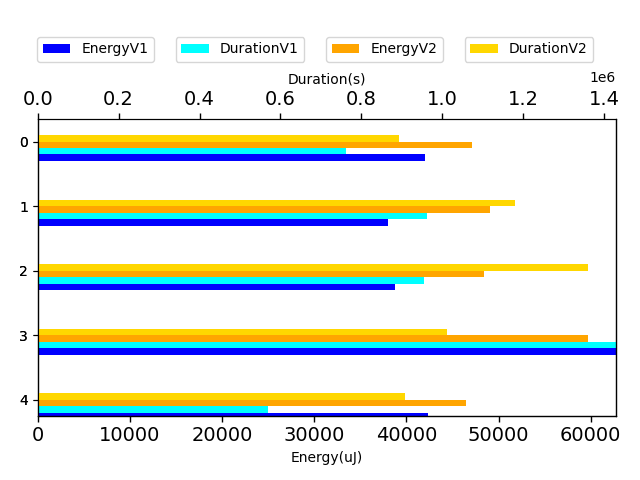 EnergyV1 DurationV1 EnergyV2 DurationV2
Duration(s)
1e6
0.0 0.2 0.4 0.6 0.8 1.0 1.2 1.4
0
1
2
3
4
0 10000 20000 30000 40000 50000 60000
Energy(uJ)